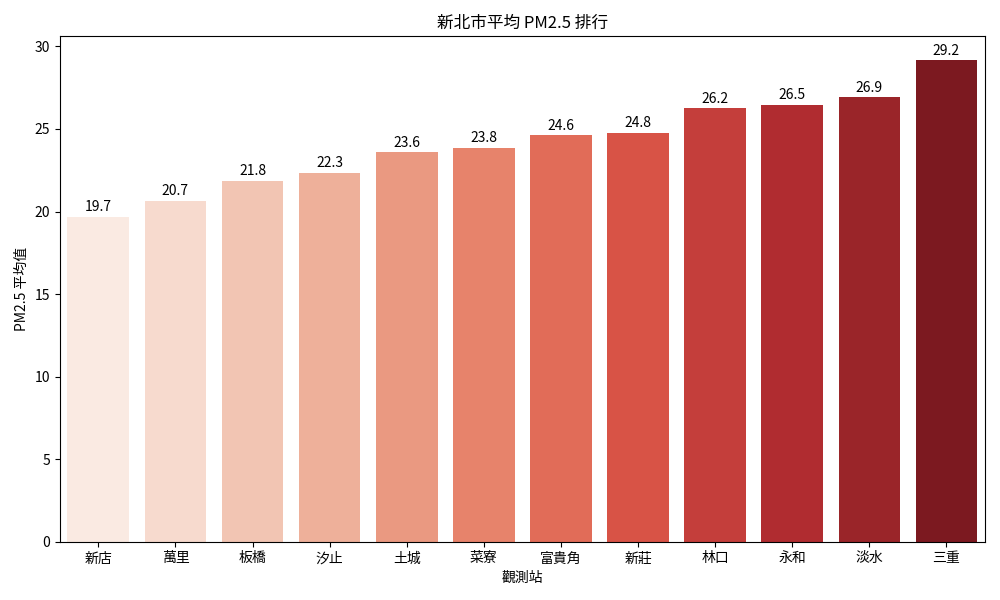 新北市平均 PM2.5 排行
PM2.5 平均值
30
25
20
15
10
5
0
19.7
20.7
21.8
22.3
23.6
23.8
24.6
24.8
26.2
26.5
26.9
29.2
新店
萬里
板橋
汐止
土城
菜寮
富貴角
新莊
林口
永和
淡水
三重
觀測站